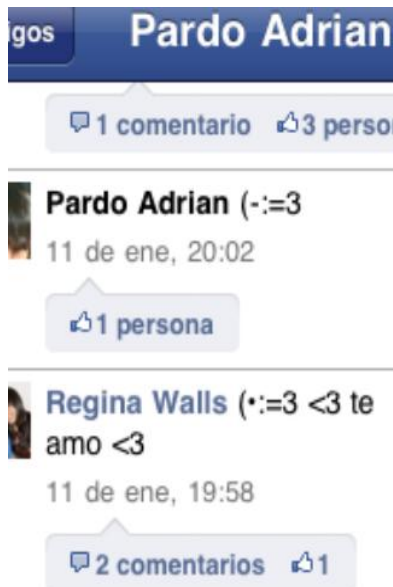 igos
Pardo Adrian
1 comentario 3 person
Pardo Adrian (-:=3
11 de ene, 20:02
1 persona
Regina Walls (•:=3 <3 te
amo <3
11 de ene, 19:58
2 comentarios 1